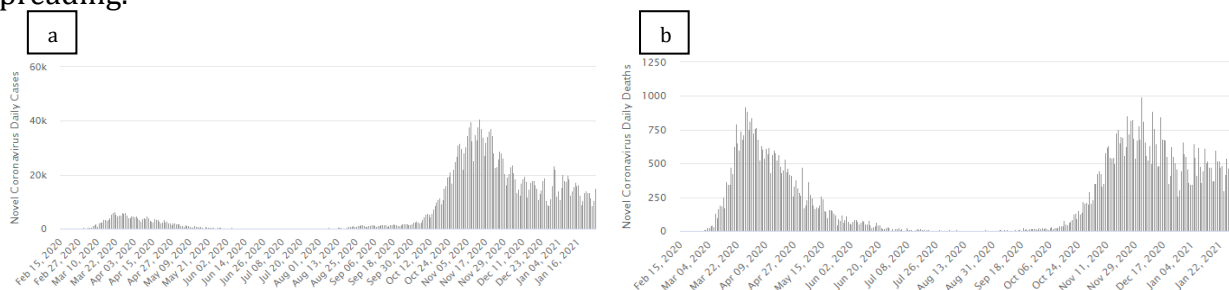 preading.
a
Novel Coronavirus Daily Cases
60k
40k
20k
0
Feb 15, 2020
Feb 27, 2020
Mar 10, 2020
Mar 22, 2020
Apr 03, 2020
Apr 15, 2020
Apr 27, 2020
May 09, 2020
May 21, 2020
Jun 02, 2020
Jun 14, 2020
Jun 26, 2020
Jul 08, 2020
Jul 20, 2020
Aug 01, 2020
Aug 13, 2020
Aug 25, 2020
Sep 06, 2020
Sep 18, 2020
Sep 30, 2020
Oct 12, 2020
Oct 24, 2020
Nov 05, 2020
Nov 17, 2020
Nov 29, 2020
Dec 11, 2020
Dec 23, 2020
Jan 04, 2021
Jan 16, 2021
b
Novel Coronavirus Daily Deaths
1250
1000
750
500
250
0
Feb 15, 2020
Mar 04, 2020
Mar 22, 2020
Apr 09, 2020
Apr 27, 2020
May 15, 2020
Jun 02, 2020
Jun 20, 2020
Jul 08, 2020
Jul 26, 2020
Aug 13, 2020
Aug 31, 2020
Sep 18, 2020
Oct 06, 2020
Oct 24, 2020
Nov 11, 2020
Nov 29, 2020
Dec 17, 2020
Jan 04, 2021
Jan 22, 2021